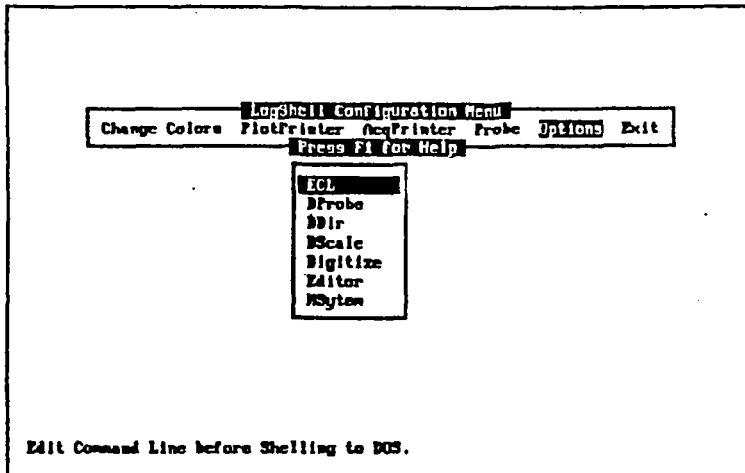 LogShell Configuration Menu
Change Colors PlotPrinter AcqPrinter Probe Options Exit
Press F1 for Help
ECL
DProbe
DDir
DScale
Digitize
Editor
MSytem
Edit Command Line before Shelling to DOS.